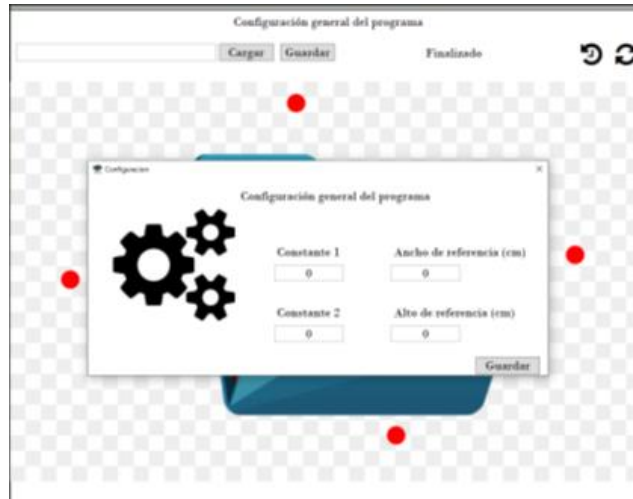 Configuración general del programa
Cargar Guardar Finalizado
Configuracion
Configuración general del programa
Constante 1 Ancho de referencia (cm)
0 0
Constante 2 Alto de referencia (cm)
0 0
Guardar